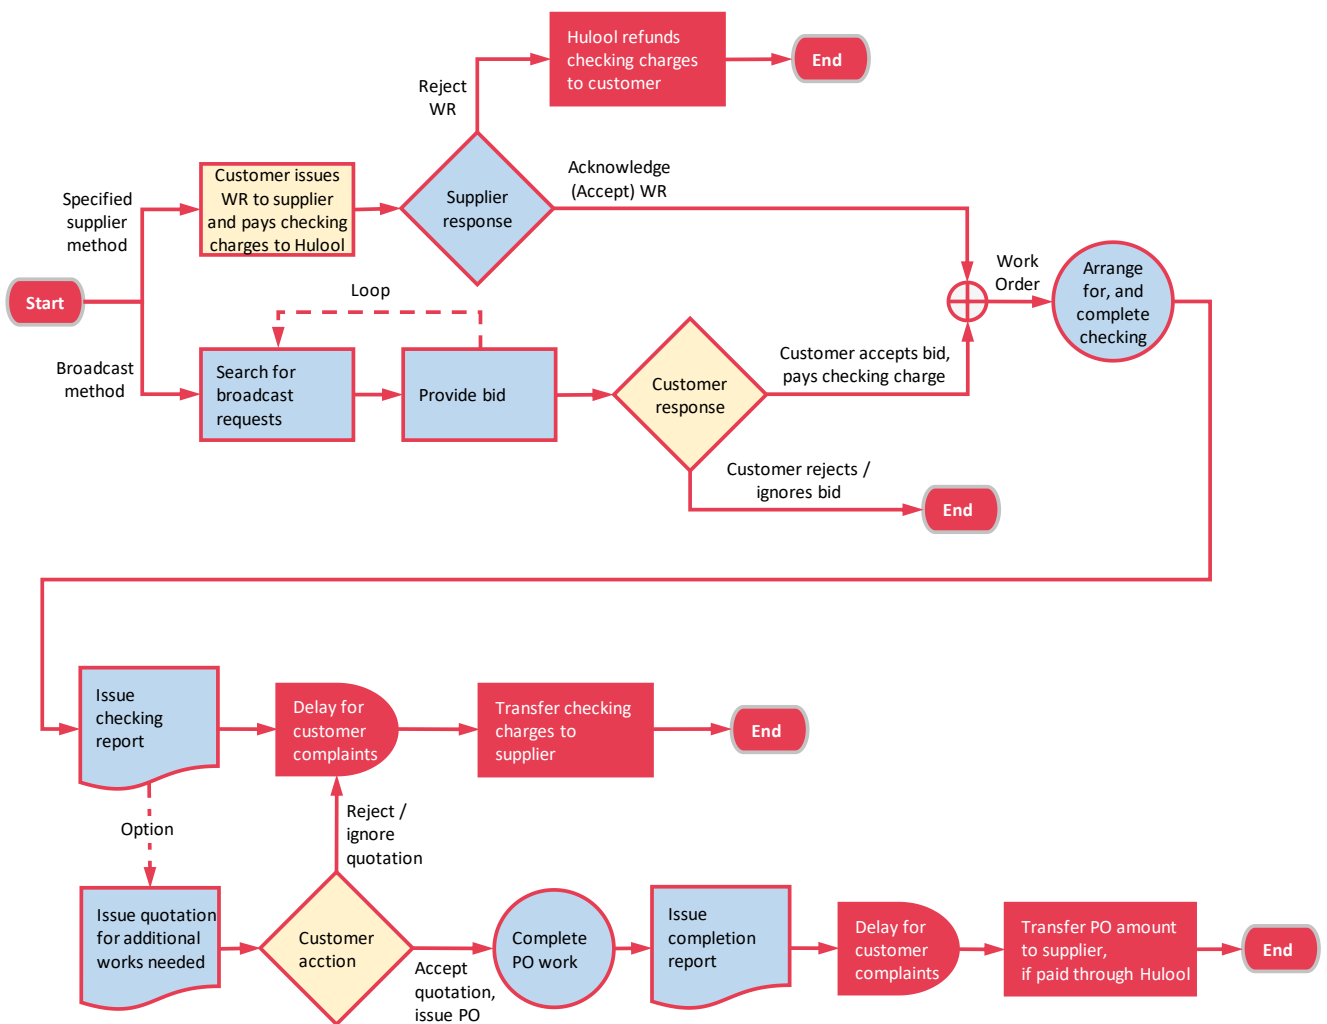 Hulool refunds
checking charges
to customer
End
Reject
WR
Customer issues
WR to supplier
and pays checking
charges to Hulool
Specified
supplier
method
Supplier
response
Acknowledge
(Accept) WR
Work
Order
Arrange
for, and
complete
checking
Start
Loop
Broadcast
method
Search for
broadcast
requests
Provide bid
Customer
response
Customer accepts bid,
pays checking charge
Customer rejects /
ignores bid
End
Issue
checking
report
Delay for
customer
complaints
Transfer checking
charges to
supplier
End
Option
Reject /
ignore
quotation
Issue quotation
for additional
works needed
Customer
acction
Accept
quotation,
issue PO
Complete
PO work
Issue
completion
report
Delay for
customer
complaints
Transfer PO amount
to supplier,
if paid through Hulool
End